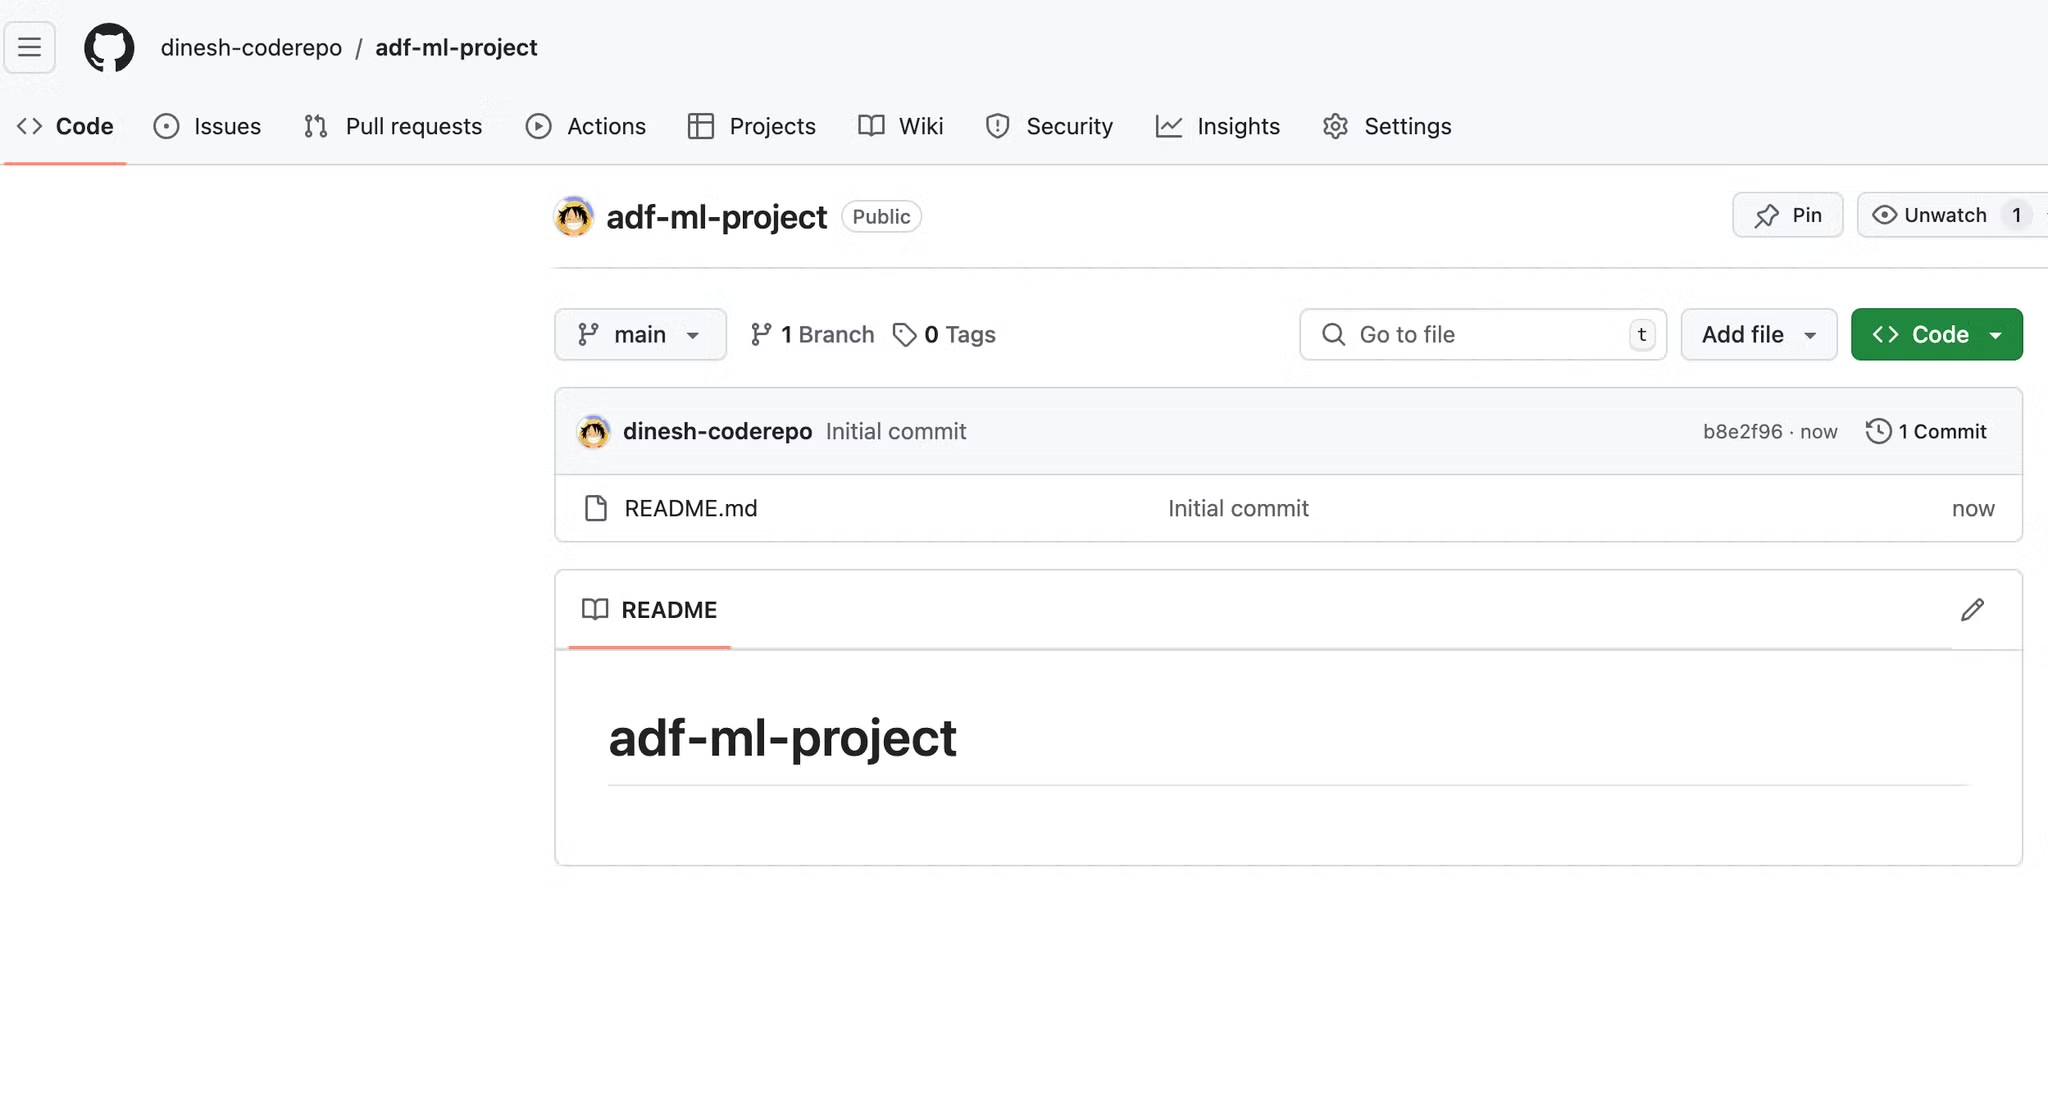 dinesh-coderepo / adf-ml-project
Code Issues Pull requests Actions Projects Wiki Security Insights Settings
adf-ml-project Public Pin Unwatch 1
main 1 Branch 0 Tags Go to file t Add file Code
dinesh-coderepo Initial commit b8e2f96 · now 1 Commit
README.md Initial commit now
README
adf-ml-project